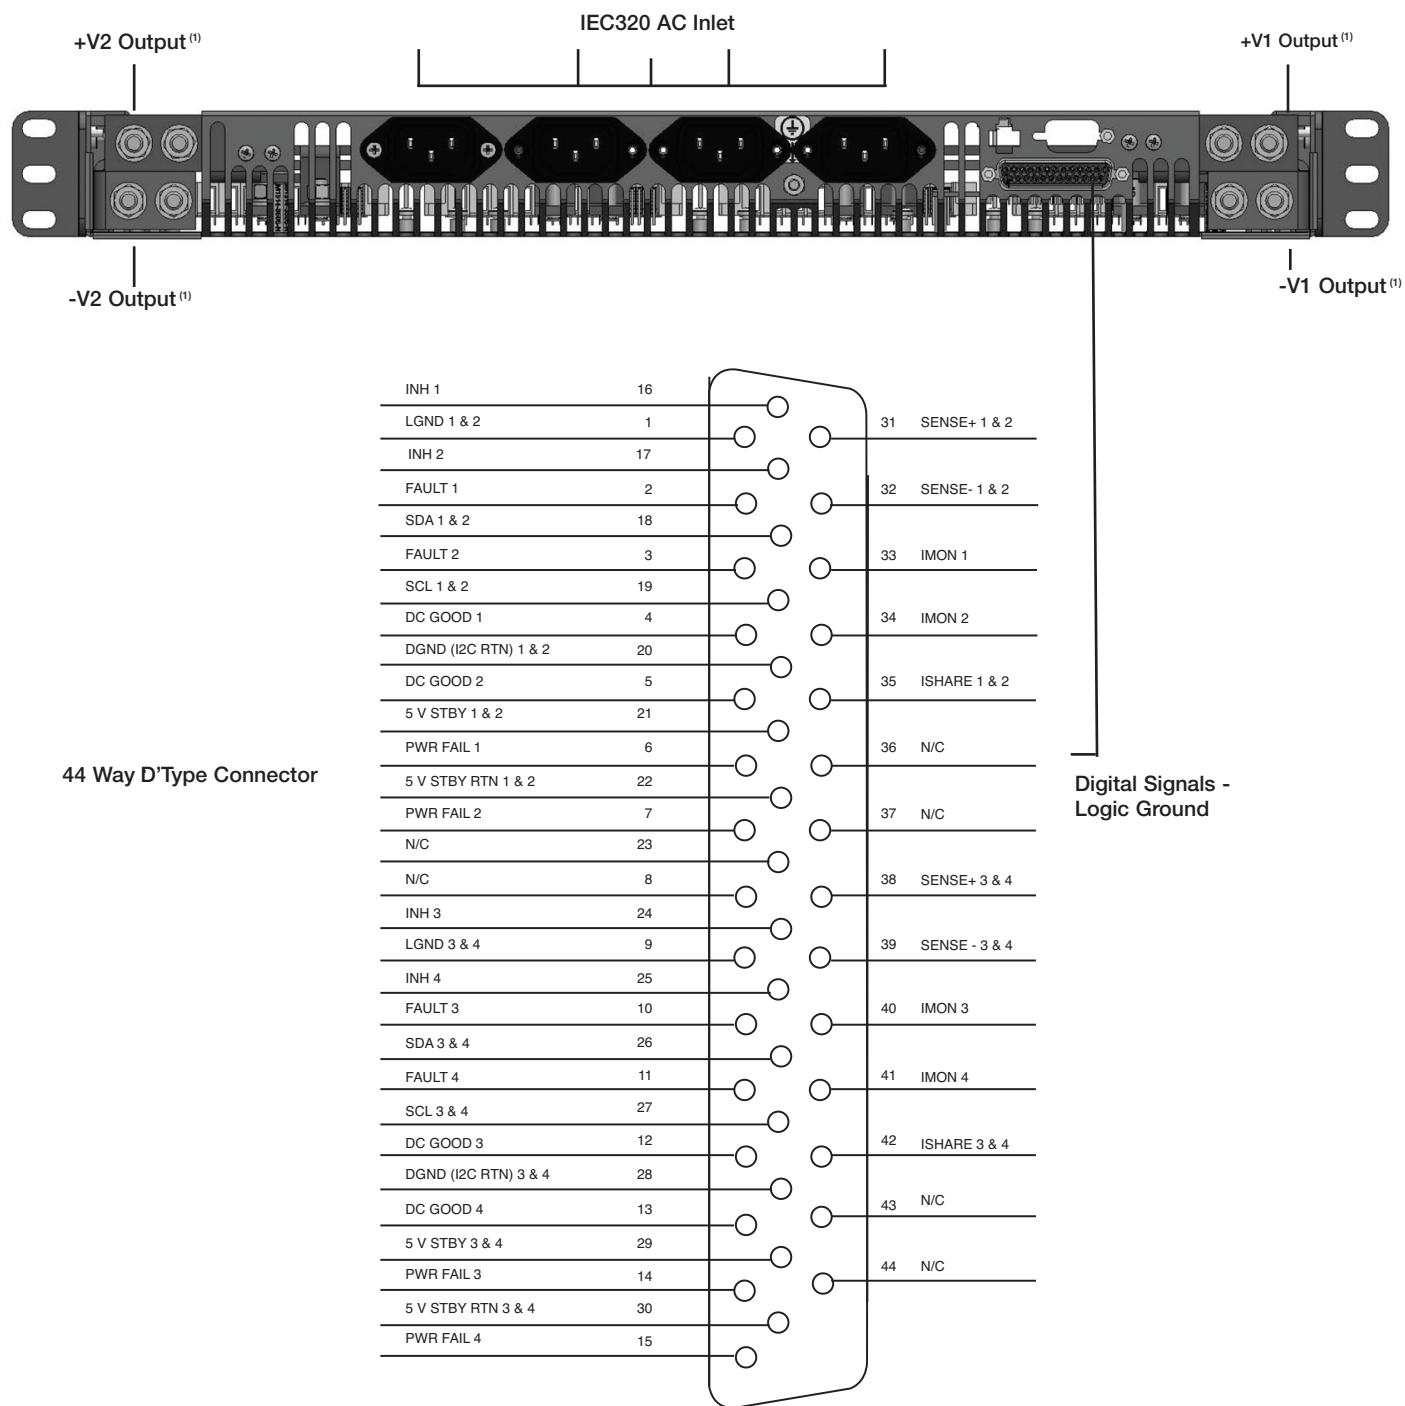 IEC320 AC Inlet
+V2 Output (1)
+V1 Output (1)
-V2 Output (1)
-V1 Output (1)
INH 1 16
LGND 1 & 2 1
31 SENSE+ 1 & 2
INH 2 17
FAULT 1 2
32 SENSE- 1 & 2
SDA 1 & 2 18
FAULT 2 3
33 IMON 1
SCL 1 & 2 19
DC GOOD 1 4
34 IMON 2
DGND (I2C RTN) 1 & 2 20
DC GOOD 2 5
35 ISHARE 1 & 2
5 V STBY 1 & 2 21
PWR FAIL 1 6
36 N/C
5 V STBY RTN 1 & 2 22
44 Way D'Type Connector
Digital Signals -
Logic Ground
PWR FAIL 2 7
37 N/C
N/C 23
N/C 8
38 SENSE+ 3 & 4
INH 3 24
LGND 3 & 4 9
39 SENSE - 3 & 4
INH 4 25
FAULT 3 10
40 IMON 3
SDA 3 & 4 26
FAULT 4 11
41 IMON 4
SCL 3 & 4 27
DC GOOD 3 12
42 ISHARE 3 & 4
DGND (I2C RTN) 3 & 4 28
DC GOOD 4 13
43 N/C
5 V STBY 3 & 4 29
PWR FAIL 3 14
44 N/C
5 V STBY RTN 3 & 4 30
PWR FAIL 4 15